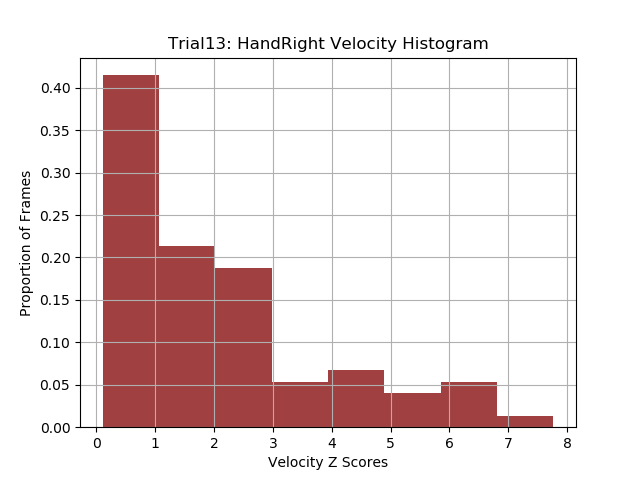 Trial13: HandRight Velocity Histogram
Proportion of Frames
0.40
0.35
0.30
0.25
0.20
0.15
0.10
0.05
0.00
0 1 2 3 4 5 6 7 8
Velocity Z Scores